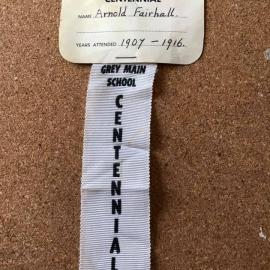 CENTENNIAL
NAME Arnold Fairhall.
YEARS ATTENDED 1907 - 1916.
GREY MAIN
SCHOOL
CENTENNIAL